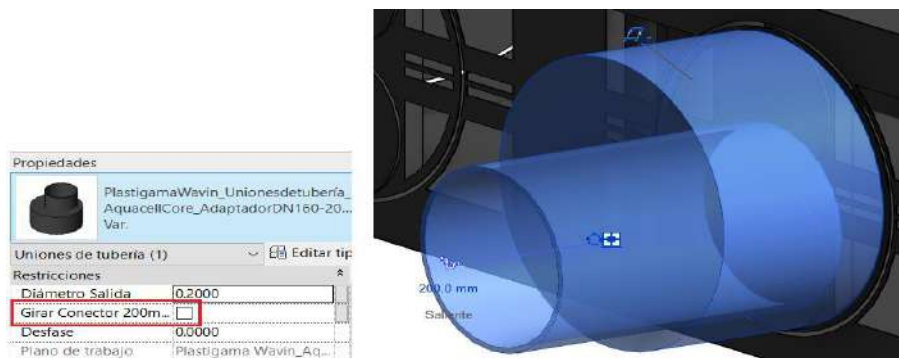 Propiedades
PlastigamaWavin_Unionesdetubería_
AquacellCore_AdaptadorDN160-20...
Var.
Uniones de tubería (1)
Editar tip
Restricciones
Diámetro Salida
0.2000
Girar Conector 200m...
Desfase
0.0000
Plano de trabajo
Plastigama Wavin_Aq...
200.0 mm
Saliente